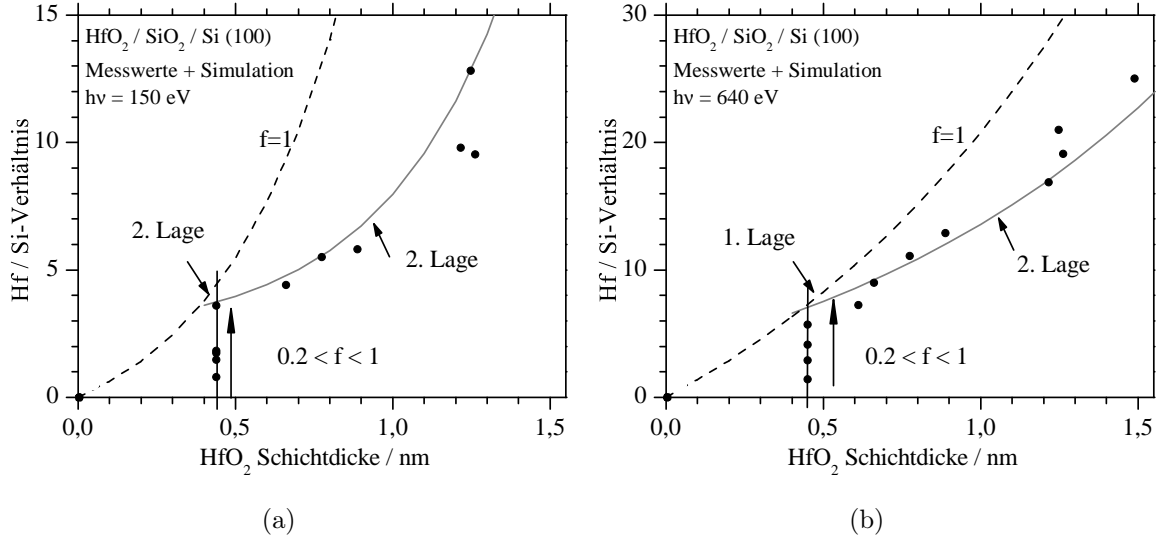 15
10
5
0
Hf / Si-Verhältnis
HfO₂ / SiO₂ / Si (100)
Messwerte + Simulation
hν = 150 eV
f=1
2. Lage
2. Lage
0.2 < f < 1
0,0
0,5
1,0
1,5
HfO₂ Schichtdicke / nm
(a)
30
20
10
0
Hf / Si-Verhältnis
HfO₂ / SiO₂ / Si (100)
Messwerte + Simulation
hν = 640 eV
f=1
1. Lage
2. Lage
0.2 < f < 1
0,0
0,5
1,0
1,5
HfO₂ Schichtdicke / nm
(b)